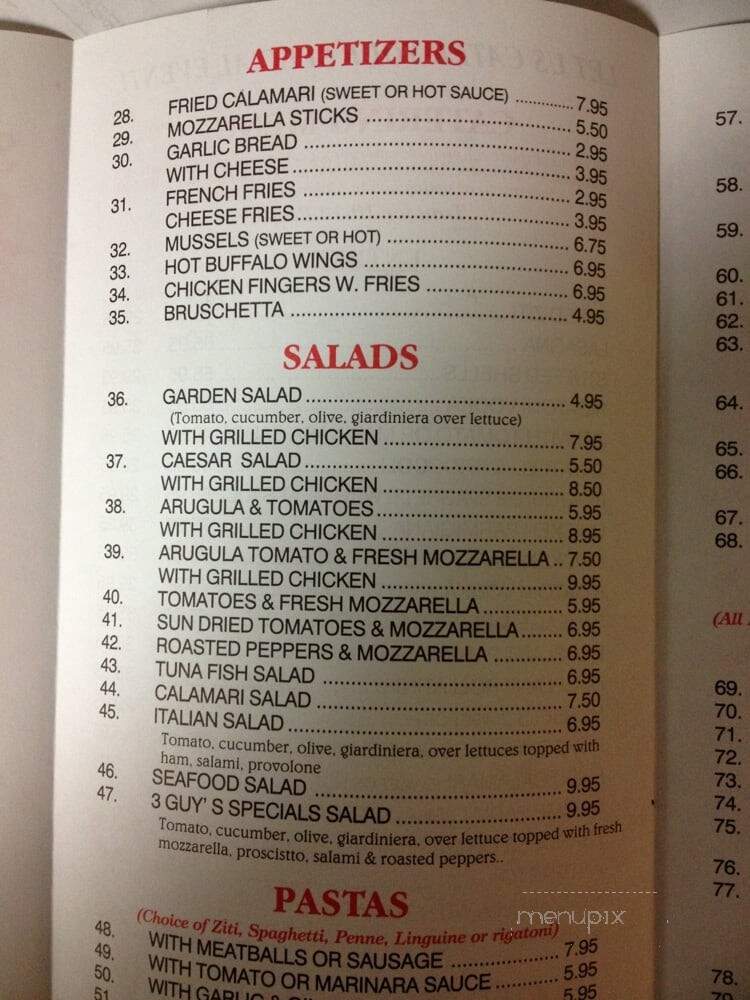 APPETIZERS
28. FRIED CALAMARI (SWEET OR HOT SAUCE) .............7.95
29. MOZZARELLA STICKS ........................................ 5.50
30. GARLIC BREAD ................................................... 2.95
WITH CHEESE ..................................................... 3.95
31. FRENCH FRIES ................................................... 2.95
CHEESE FRIES.................................................... 3.95
32. MUSSELS (SWEET OR HOT) .................................. 6.75
33. HOT BUFFALO WINGS ...................................... 6.95
34. CHICKEN FINGERS W. FRIES .......................... 6.95
35. BRUSCHETTA .................................................... 4.95
SALADS
36. GARDEN SALAD ................................................. 4.95
(Tomato, cucumber, olive, giardiniera over lettuce)
WITH GRILLED CHICKEN .................................. 7.95
37. CAESAR SALAD.................................................. 5.50
WITH GRILLED CHICKEN .................................. 8.50
38. ARUGULA & TOMATOES.................................... 5.95
WITH GRILLED CHICKEN .................................. 8.95
39. ARUGULA TOMATO & FRESH MOZZARELLA .. 7.50
WITH GRILLED CHICKEN .................................. 9.95
40. TOMATOES & FRESH MOZZARELLA ............... 5.95
41. SUN DRIED TOMATOES & MOZZARELLA........ 6.95
42. ROASTED PEPPERS & MOZZARELLA ............. 6.95
43. TUNA FISH SALAD ............................................. 6.95
44. CALAMARI SALAD .............................................. 7.50
45. ITALIAN SALAD ................................................... 6.95
Tomato, cucumber, olive, giardiniera, over lettuces topped with
ham, salami, provolone
46. SEAFOOD SALAD .............................................. 9.95
47. 3 GUY' S SPECIALS SALAD ............................... 9.95
Tomato, cucumber, olive, giardiniera, over lettuce topped with fresh
mozzarella, proscistto, salami & roasted peppers..
PASTAS
(Choice of Ziti, Spaghetti, Penne, Linguine or rigatoni)
48. WITH MEATBALLS OR SAUSAGE .................... 7.95
49. WITH TOMATO OR MARINARA SAUCE ............ 5.95
50. WITH GARLIC & 5.95
51.
menupix
57.
58.
59.
60.
61.
62.
63.
64.
65.
66.
67.
68.
(All
69.
70.
71.
72.
73.
74.
75.
76.
77.
78.